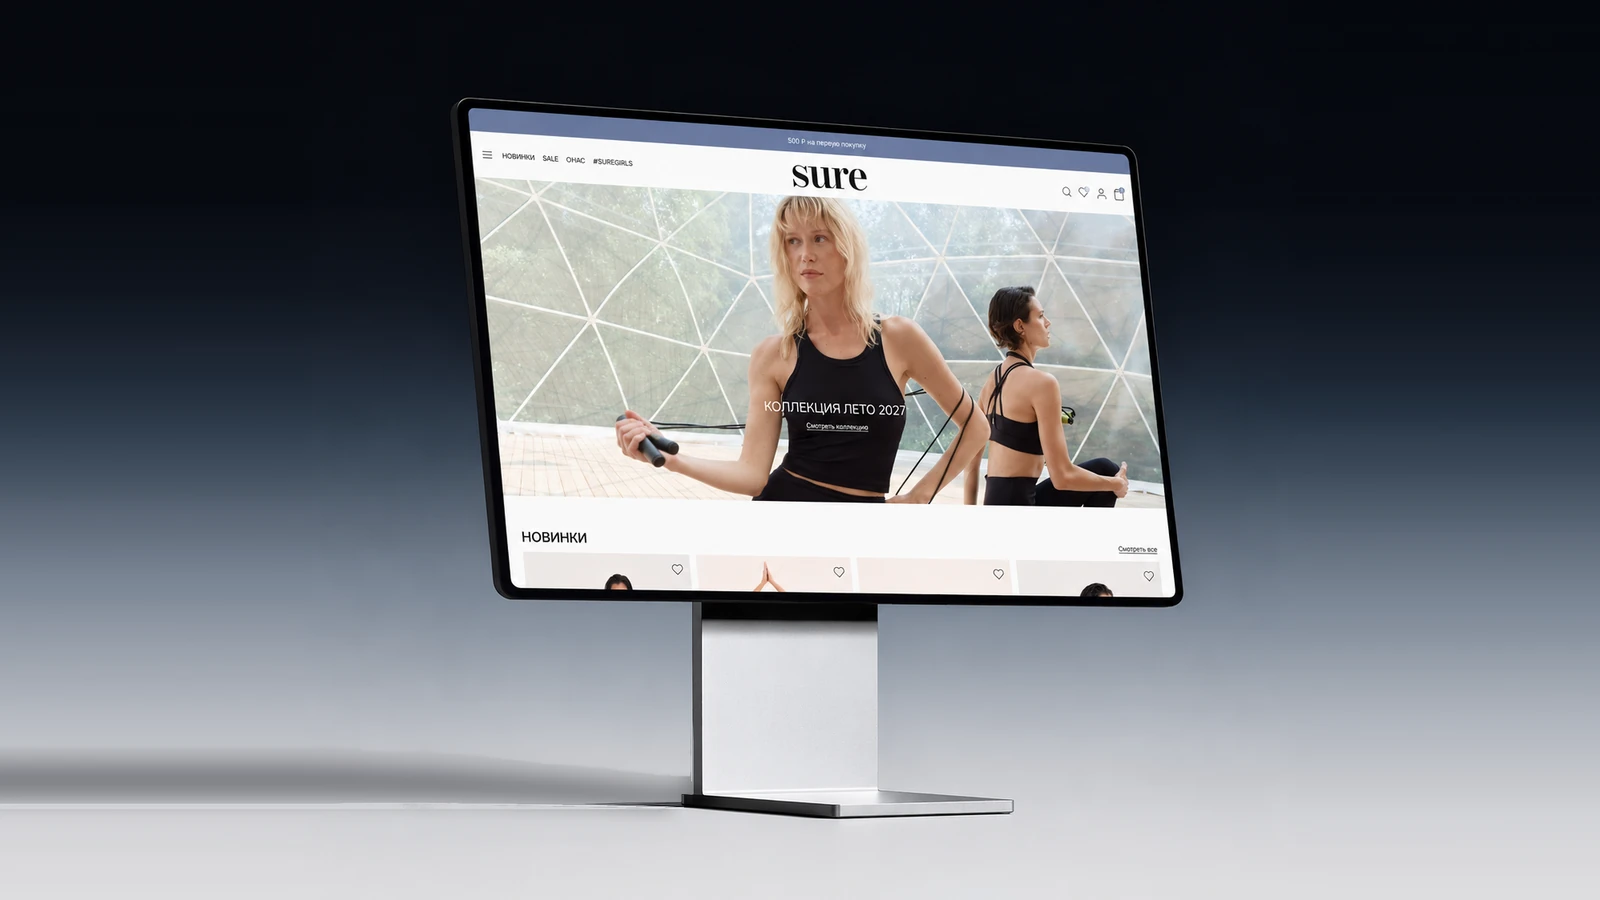 500 Р на первую покупку
НОВИНКИ SALE О НАС #SUREGIRLS
sure
КОЛЛЕКЦИЯ ЛЕТО 2027
Смотреть коллекцию
НОВИНКИ
Смотреть все